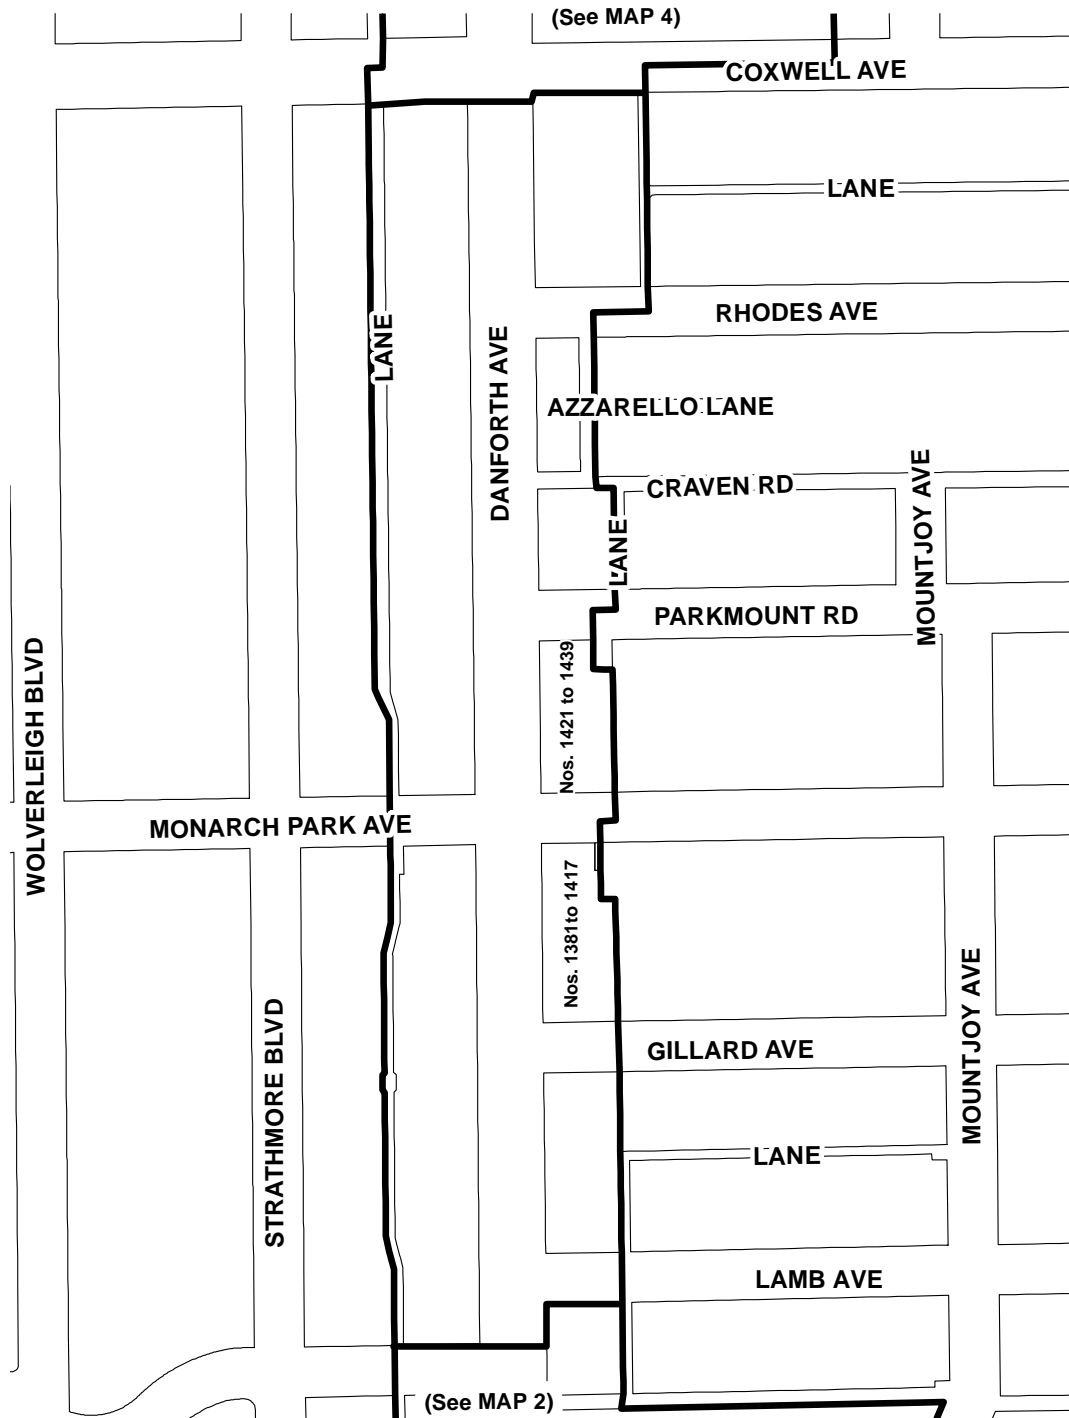 (See MAP 4)
COXWELL AVE
LANE
RHODES AVE
LANE
DANFORTH AVE
AZZARELLO LANE
CRAVEN RD
MOUNTJOY AVE
LANE
PARKMOUNT RD
WOLVERLEIGH BLVD
Nos. 1421 to 1439
MONARCH PARK AVE
Nos. 1381to 1417
STRATHMORE BLVD
GILLARD AVE
MOUNTJOY AVE
LANE
LAMB AVE
(See MAP 2)